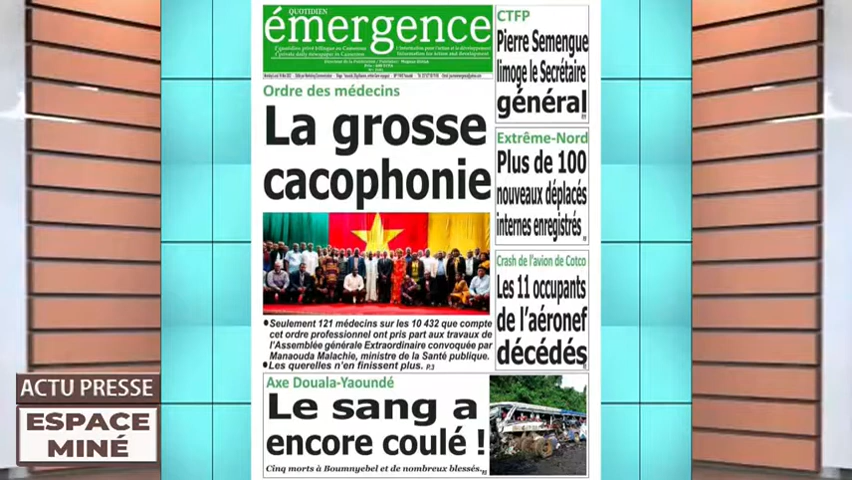 QUOTIDIEN
émergence
Ordre des médecins
La grosse
cacophonie
●Seulement 121 médecins sur les 10 432 que compte
cet ordre professionnel ont pris part aux travaux de
l'Assemblée générale Extraordinaire convoquée par
Manaouda Malachie, ministre de la Santé publique.
●Les querelles n'en finissent plus. P.3
CTFP
Pierre Semengue
limoge le Secrétaire
général
Extrême-Nord
Plus de 100
nouveaux déplacés
internes enregistrés
Crash de l'avion de Cotco
Les 11 occupants
de l'aéronef
décédés
Axe Douala-Yaoundé
Le sang a
encore coulé !
Cinq morts à Boumnyebel et de nombreux blessés.
ACTU PRESSE
ESPACE
MINÉ